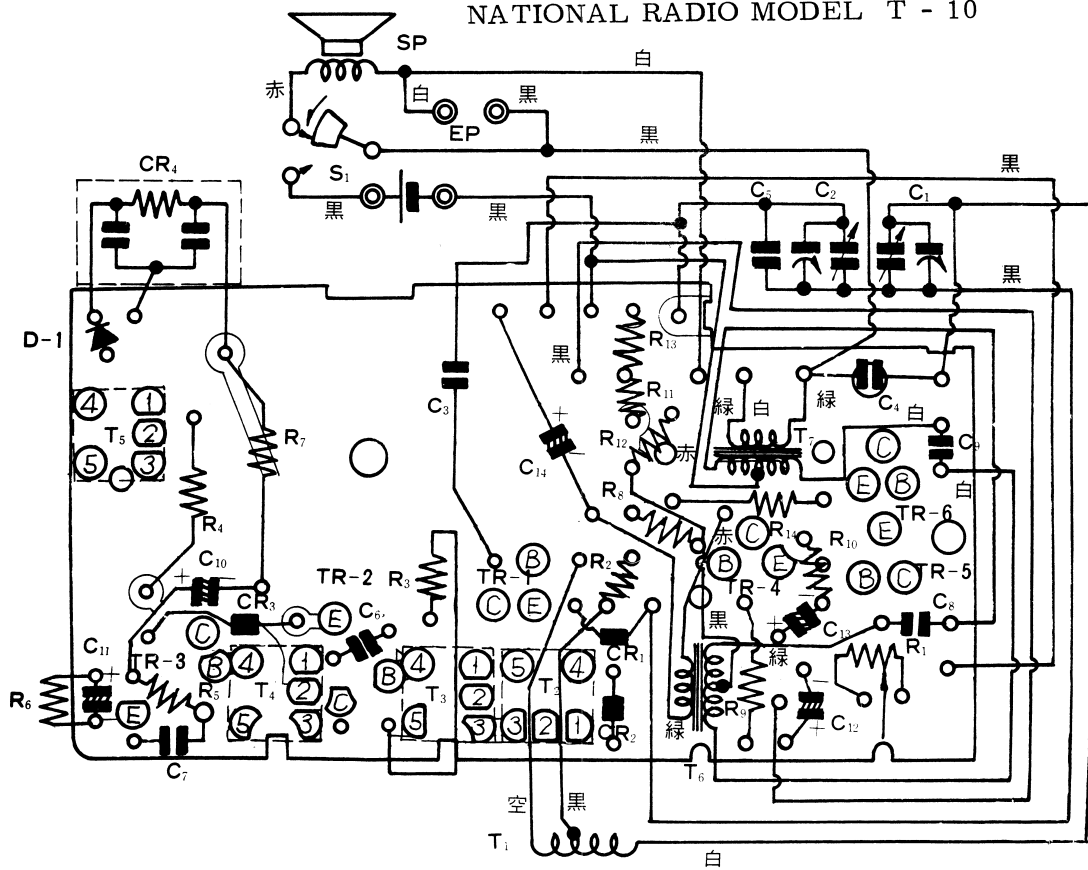 NATIONAL RADIO MODEL T - 10
SP
白
赤
白
黒
EP
黒
CR4
S1
黒
黒
黒
C5
C2
C1
黒
D-1
R13
黒
4
1
T5
2
5
3
R7
C3
R11
緑
白
緑
C4
白
R12
赤
T7
C
C9
C14
E
B
白
R4
R8
R14
TR-6
赤
C
E
R10
C10
TR-2
R3
TR-1
B
R2
B
E
TR-4
B
C
TR-5
CR3
C
E
C6
C
E
黒
C13
C8
C11
TR-3
B
4
1
B
4
1
5
4
CR1
緑
R1
R6
R5
T4
2
C
T3
2
T2
R9
E
5
3
5
3
3
2
1
CR2
緑
C12
C7
T6
空
黒
T1
白